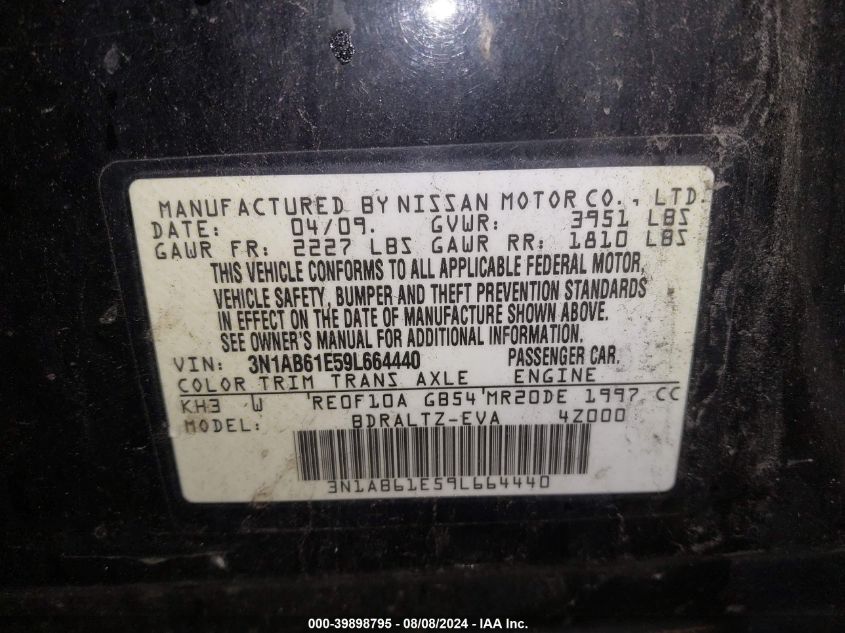 MANUFACTURED BY NISSAN MOTOR CO., LTD.
DATE: 04/09. GVWR: 3951 LBS
GAWR FR: 2227 LBS GAWR RR: 1810 LBS
THIS VEHICLE CONFORMS TO ALL APPLICABLE FEDERAL MOTOR,
VEHICLE SAFETY, BUMPER AND THEFT PREVENTION STANDARDS
IN EFFECT ON THE DATE OF MANUFACTURE SHOWN ABOVE.
SEE OWNER'S MANUAL FOR ADDITIONAL INFORMATION.
VIN: 3N1AB61E59L664440 PASSENGER CAR.
COLOR TRIM TRANS AXLE ENGINE
KH3 W 'RE0F10A GB54'MR20DE 1997 CC
MODEL: BDRALTZ-EVA 4Z000
3N1AB61E59L664440
000-39898795 - 08/08/2024 - IAA Inc.